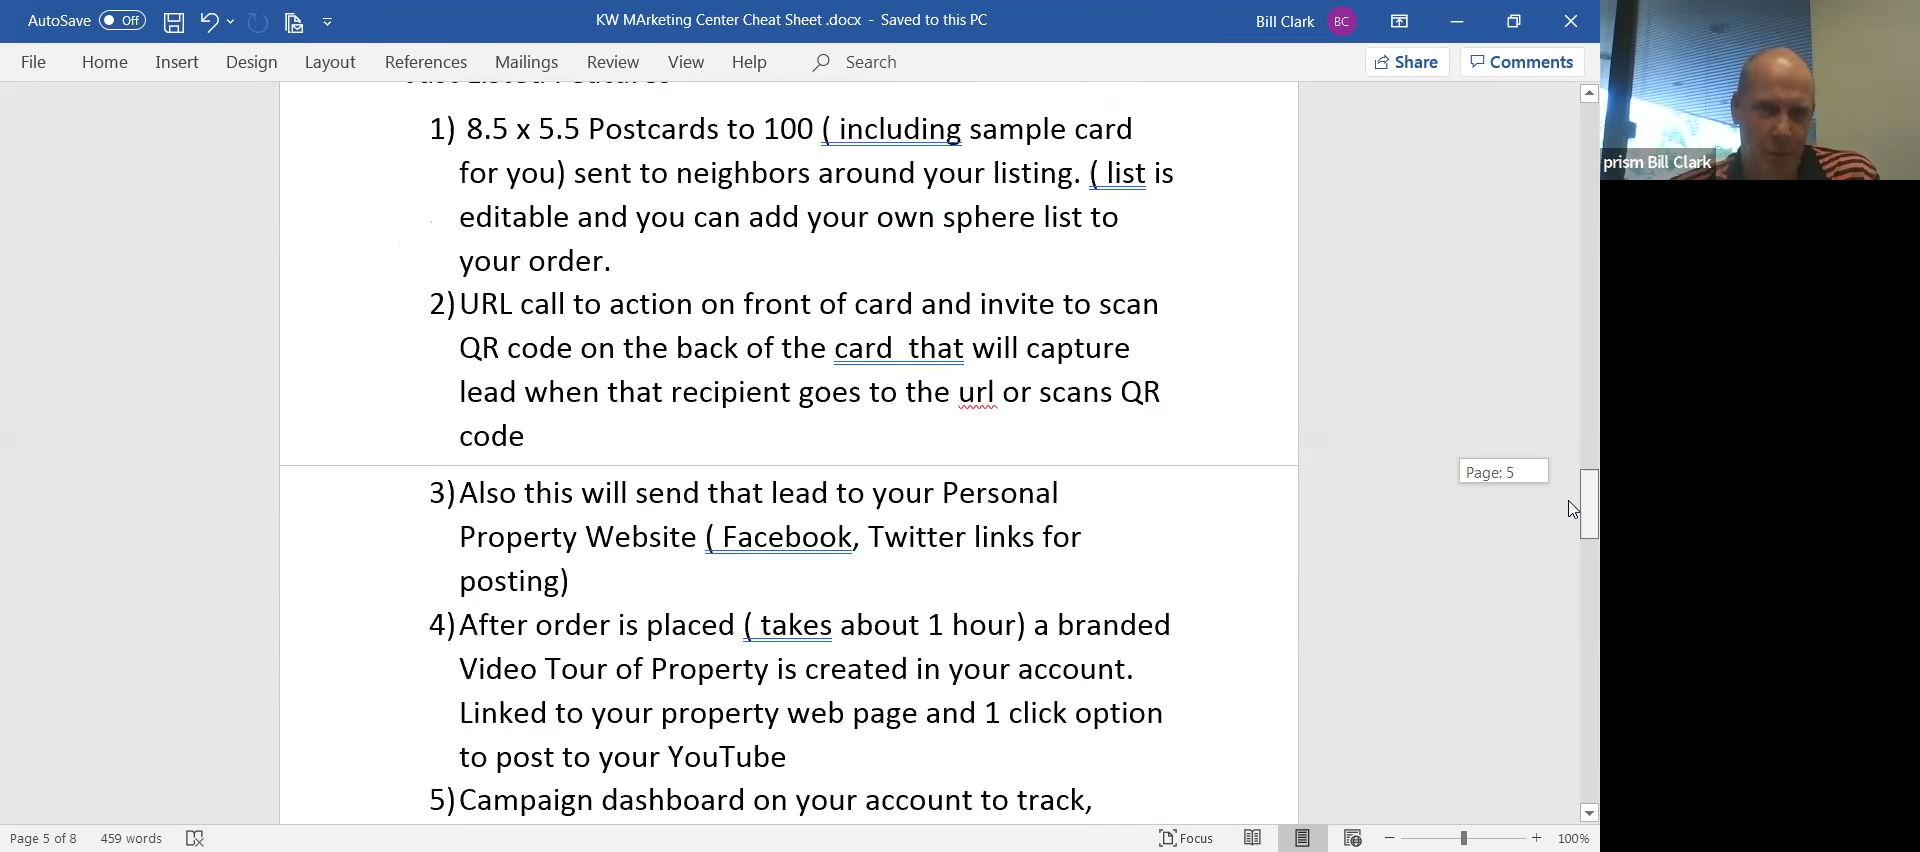 AutoSave Off KW MArketing Center Cheat Sheet .docx - Saved to this PC Bill Clark BC
File Home Insert Design Layout References Mailings Review View Help Search Share Comments
Just Listed Features
1) 8.5 x 5.5 Postcards to 100 ( including sample card
for you) sent to neighbors around your listing. ( list is
editable and you can add your own sphere list to
your order.
2)URL call to action on front of card and invite to scan
QR code on the back of the card  that will capture
lead when that recipient goes to the url or scans QR
code
3)Also this will send that lead to your Personal
Property Website ( Facebook, Twitter links for
posting)
4)After order is placed ( takes about 1 hour) a branded
Video Tour of Property is created in your account.
Linked to your property web page and 1 click option
to post to your YouTube
5)Campaign dashboard on your account to track,
Page: 5
Page 5 of 8 459 words Focus 100%
prism Bill Clark